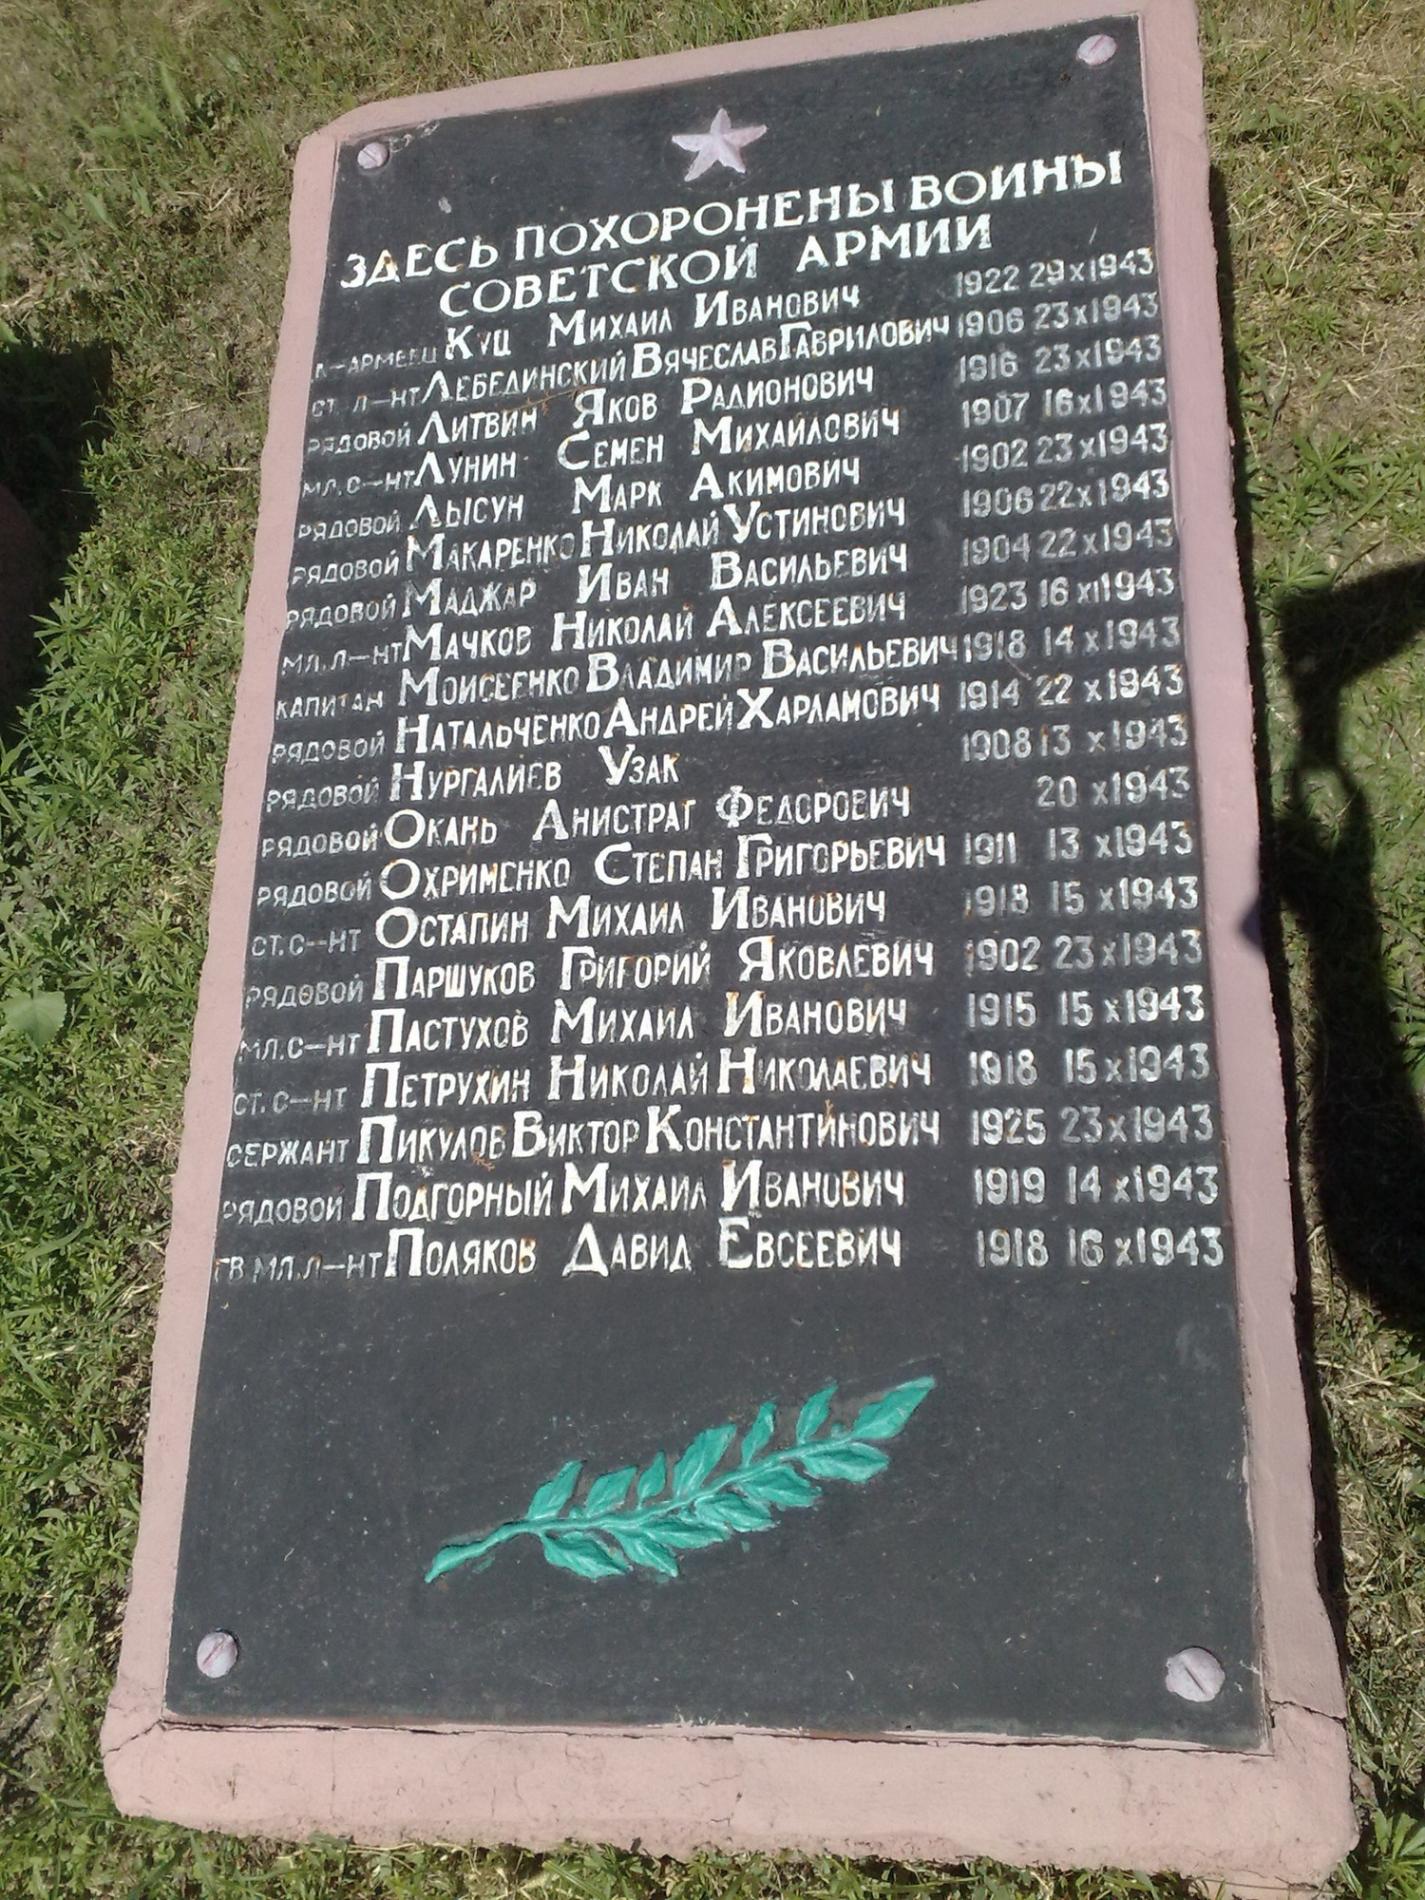 ЗДЕСЬ ПОХОРОНЕНЫ ВОИНЫ
СОВЕТСКОЙ АРМИИ
К-АРМЕЕЦ КУЦ МИХАИЛ ИВАНОВИЧ 1922 29 X 1943
СТ. Л-НТ ЛЕБЕДИНСКИЙ ВЯЧЕСЛАВ ГАВРИЛОВИЧ 1906 23 X 1943
РЯДОВОЙ ЛИТВИН ЯКОВ РАДИОНОВИЧ 1916 23 X 1943
МЛ. С-НТ ЛУНИН СЕМЕН МИХАЙЛОВИЧ 1907 16 X 1943
РЯДОВОЙ ЛЫСУН МАРК АКИМОВИЧ 1902 23 X 1943
РЯДОВОЙ МАКАРЕНКО НИКОЛАЙ УСТИНОВИЧ 1906 22 X 1943
РЯДОВОЙ МАДЖАР ИВАН ВАСИЛЬЕВИЧ 1904 22 X 1943
МЛ. Л-НТ МАЧКОВ НИКОЛАЙ АЛЕКСЕЕВИЧ 1923 16 XI 1943
КАПИТАН МОИСЕЕНКО ВЛАДИМИР ВАСИЛЬЕВИЧ 1918 14 X 1943
РЯДОВОЙ НАТАЛЬЧЕНКО АНДРЕЙ ХАРЛАМОВИЧ 1914 22 X 1943
РЯДОВОЙ НУРГАЛИЕВ УЗАК 1908 13 X 1943
РЯДОВОЙ ОКАНЬ АНИСТРАТ ФЕДОРОВИЧ 20 X 1943
РЯДОВОЙ ОХРИМЕНКО СТЕПАН ГРИГОРЬЕВИЧ 1911 13 X 1943
СТ. С-НТ ОСТАПИН МИХАИЛ ИВАНОВИЧ 1918 15 X 1943
РЯДОВОЙ ПАРШУКОВ ГРИГОРИЙ ЯКОВЛЕВИЧ 1902 23 X 1943
МЛ. С-НТ ПАСТУХОВ МИХАИЛ ИВАНОВИЧ 1915 15 X 1943
СТ. С-НТ ПЕТРУХИН НИКОЛАЙ НИКОЛАЕВИЧ 1918 15 X 1943
СЕРЖАНТ ПИКУЛОВ ВИКТОР КОНСТАНТИНОВИЧ 1925 23 X 1943
РЯДОВОЙ ПОДГОРНЫЙ МИХАИЛ ИВАНОВИЧ 1919 14 X 1943
ГВ. МЛ. Л-НТ ПОЛЯКОВ ДАВИД ЕВСЕЕВИЧ 1918 16 X 1943